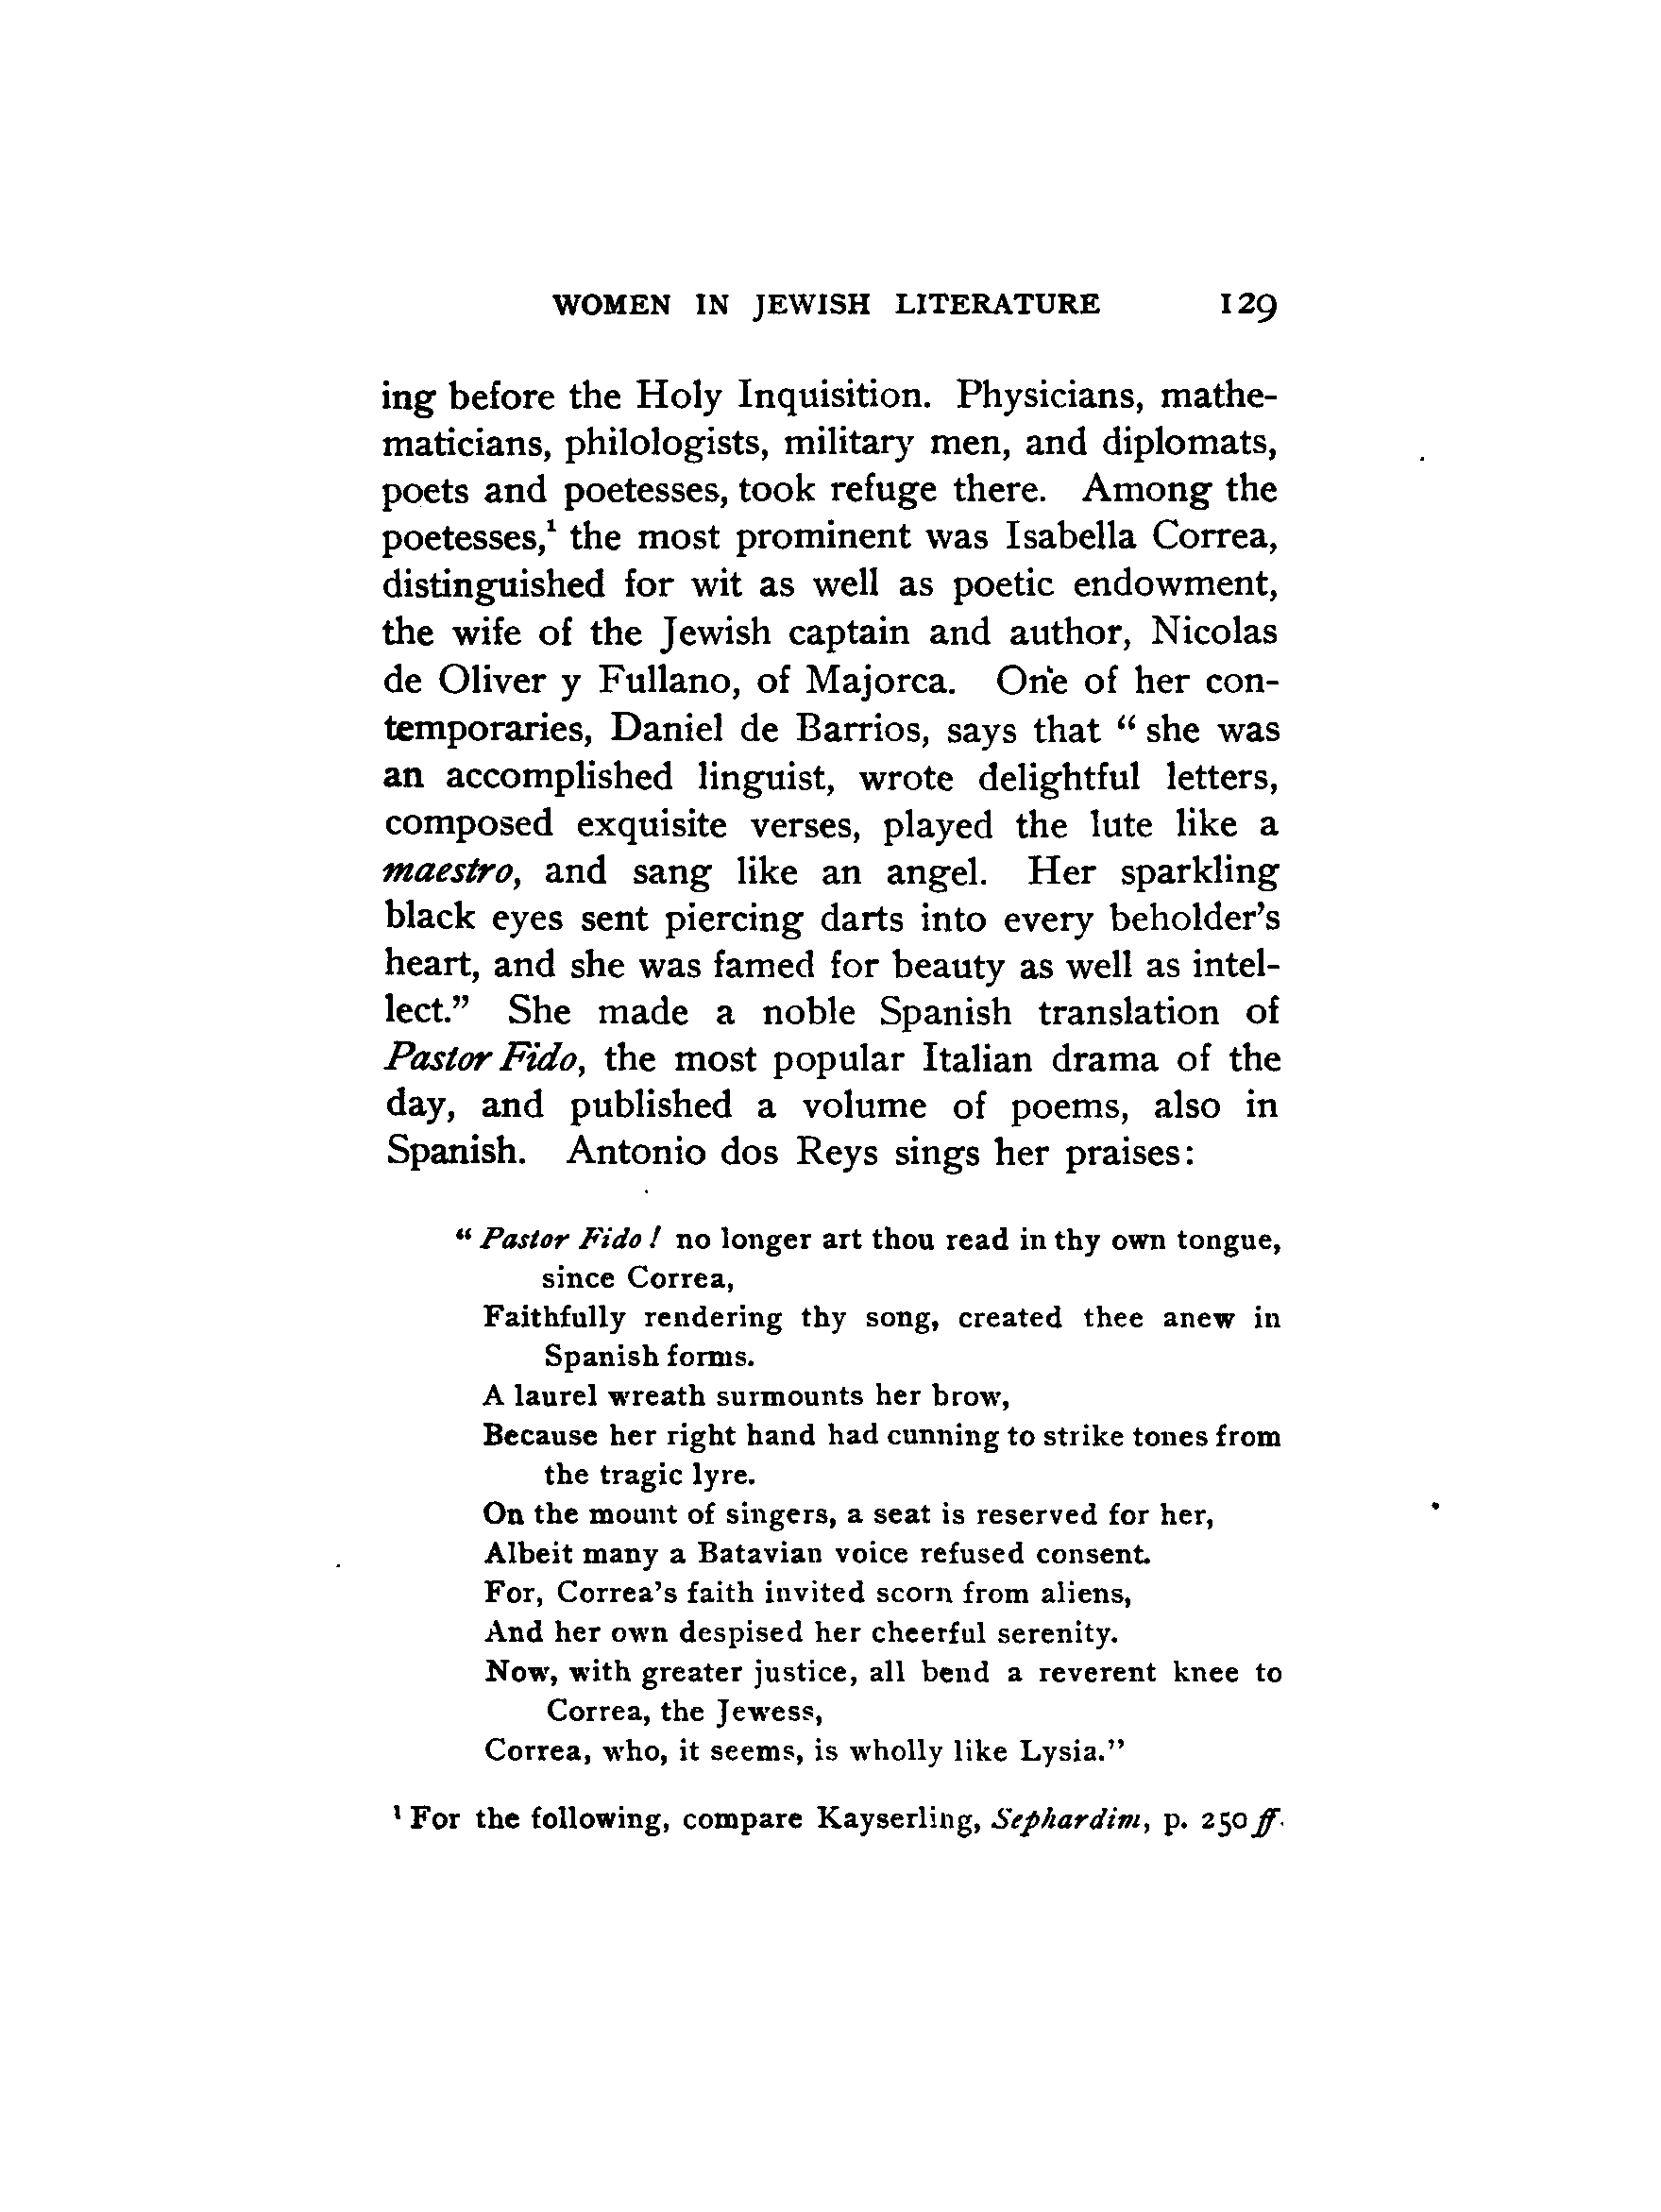 WOMEN IN JEWISH LITERATURE 129
ing before the Holy Inquisition. Physicians, mathe-
maticians, philologists, military men, and diplomats,
poets and poetesses, took refuge there. Among the
poetesses,¹ the most prominent was Isabella Correa,
distinguished for wit as well as poetic endowment,
the wife of the Jewish captain and author, Nicolas
de Oliver y Fullano, of Majorca. One of her con-
temporaries, Daniel de Barrios, says that “ she was
an accomplished linguist, wrote delightful letters,
composed exquisite verses, played the lute like a
maestro, and sang like an angel. Her sparkling
black eyes sent piercing darts into every beholder’s
heart, and she was famed for beauty as well as intel-
lect.” She made a noble Spanish translation of
Pastor Fido, the most popular Italian drama of the
day, and published a volume of poems, also in
Spanish. Antonio dos Reys sings her praises:
“ Pastor Fido ! no longer art thou read in thy own tongue,
since Correa,
Faithfully rendering thy song, created thee anew in
Spanish forms.
A laurel wreath surmounts her brow,
Because her right hand had cunning to strike tones from
the tragic lyre.
On the mount of singers, a seat is reserved for her,
Albeit many a Batavian voice refused consent.
For, Correa’s faith invited scorn from aliens,
And her own despised her cheerful serenity.
Now, with greater justice, all bend a reverent knee to
Correa, the Jewess,
Correa, who, it seems, is wholly like Lysia.”
¹ For the following, compare Kayserling, Sephardim, p. 250 ff.